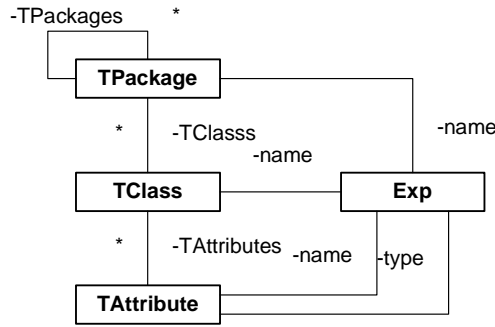 -TPackages *
TPackage
* -TClasss
-name
-name
TClass
Exp
* -TAttributes
-name
-type
TAttribute